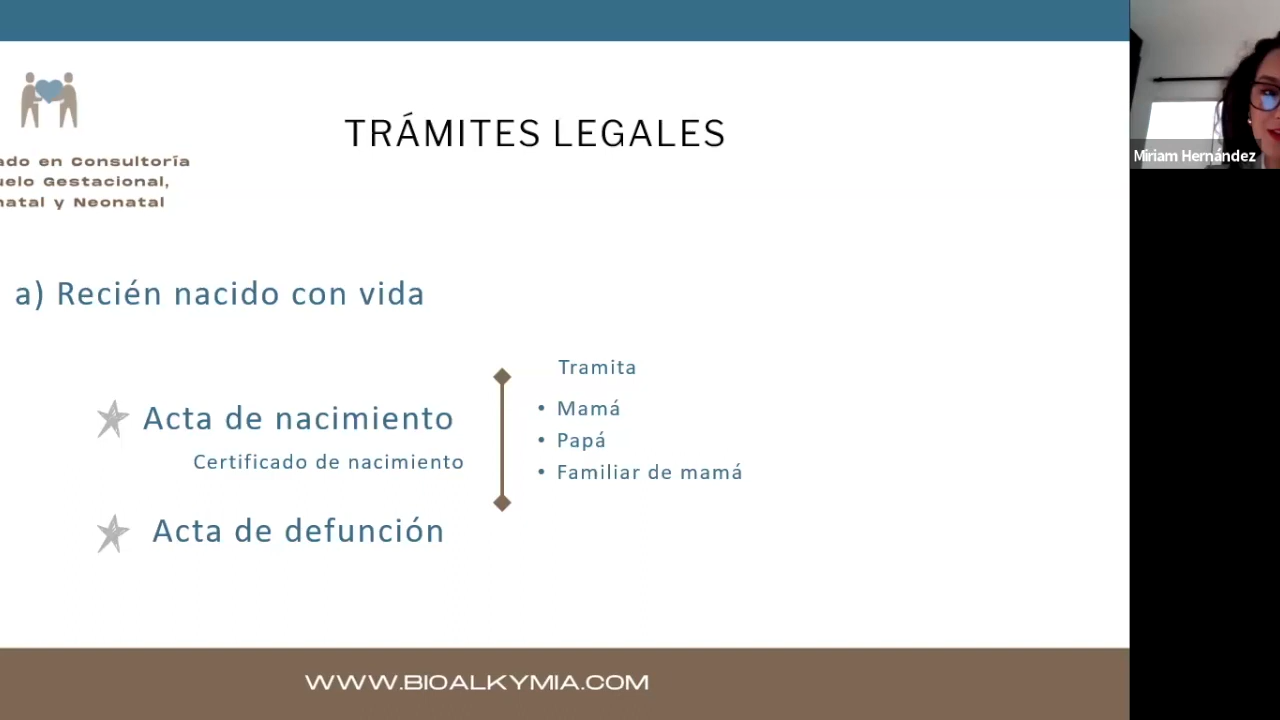 TRÁMITES LEGALES
ado en Consultoría
uelo Gestacional,
natal y Neonatal
Miriam Hernández
a) Recién nacido con vida
Tramita
Acta de nacimiento
• Mamá
Certificado de nacimiento
• Papá
• Familiar de mamá
Acta de defunción
WWW.BIOALKYMIA.COM